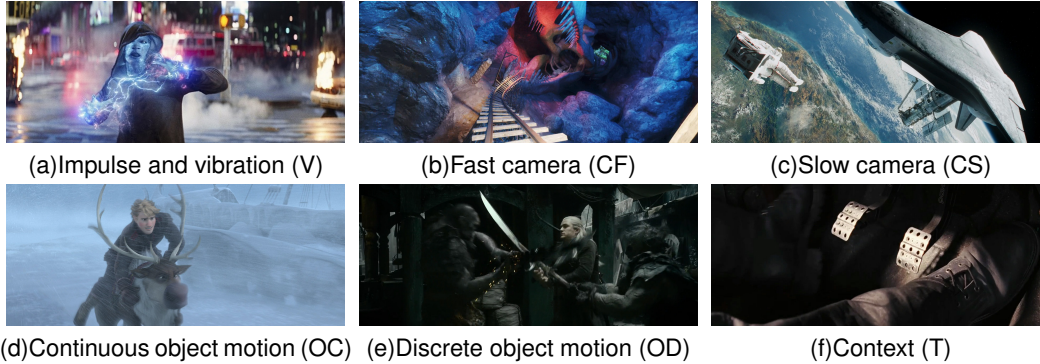 (a)Impulse and vibration (V)
(b)Fast camera (CF)
(c)Slow camera (CS)
(d)Continuous object motion (OC)
(e)Discrete object motion (OD)
(f)Context (T)